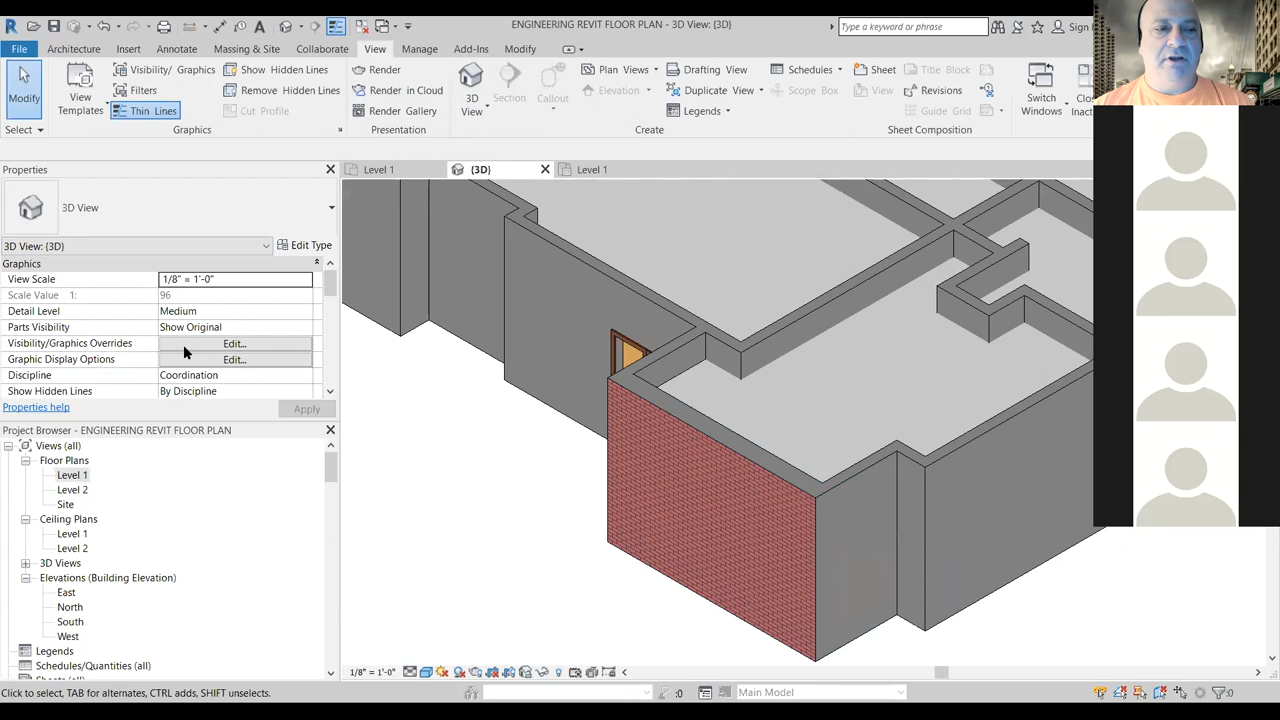 ENGINEERING REVIT FLOOR PLAN - 3D View: {3D}
Type a keyword or phrase
Sign
File Architecture Insert Annotate Massing & Site Collaborate View Manage Add-Ins Modify
Modify
View
Templates
Visibility/ Graphics
Filters
Thin Lines
Show Hidden Lines
Remove Hidden Lines
Cut Profile
Render
Render in Cloud
Render Gallery
3D
View
Section
Callout
Plan Views
Elevation
Drafting View
Duplicate View
Legends
Schedules
Scope Box
Sheet
View
Title Block
Revisions
Guide Grid
Switch
Windows
Select
Graphics
Presentation
Create
Sheet Composition
Properties
Level 1
{3D}
Level 1
3D View
3D View: {3D}
Edit Type
Graphics
View Scale 1/8" = 1'-0"
Scale Value 1: 96
Detail Level Medium
Parts Visibility Show Original
Visibility/Graphics Overrides Edit...
Graphic Display Options Edit...
Discipline Coordination
Show Hidden Lines By Discipline
Properties help
Apply
Project Browser - ENGINEERING REVIT FLOOR PLAN
Views (all)
Floor Plans
Level 1
Level 2
Site
Ceiling Plans
Level 1
Level 2
3D Views
Elevations (Building Elevation)
East
North
South
West
Legends
Schedules/Quantities (all)
1/8" = 1'-0"
Click to select, TAB for alternates, CTRL adds, SHIFT unselects.
:0
Main Model
:0